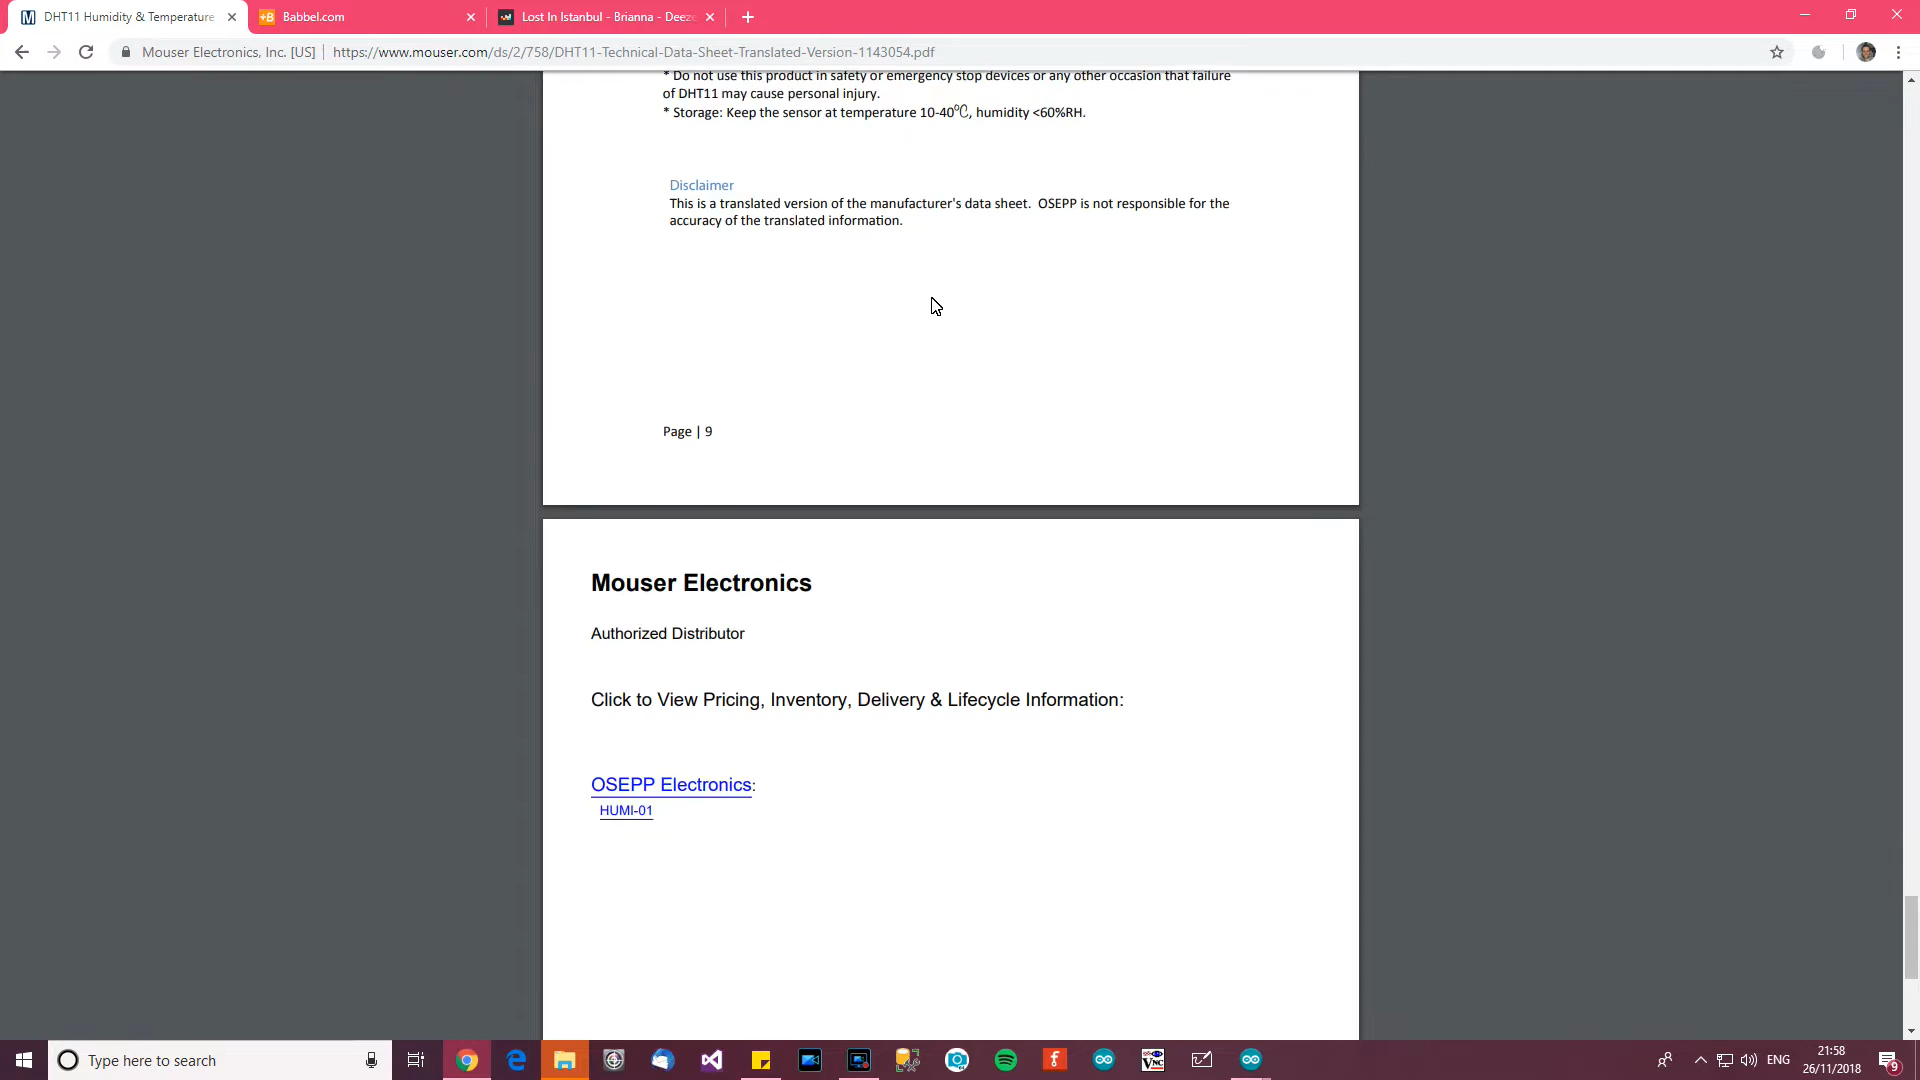 DHT11 Humidity & Temperature
Babbel.com
Lost In Istanbul - Brianna - Deeze
Mouser Electronics, Inc. [US] | https://www.mouser.com/ds/2/758/DHT11-Technical-Data-Sheet-Translated-Version-1143054.pdf
* Do not use this product in safety or emergency stop devices or any other occasion that failure
of DHT11 may cause personal injury.
* Storage: Keep the sensor at temperature 10-40⁰C, humidity <60%RH.
Disclaimer
This is a translated version of the manufacturer's data sheet.  OSEPP is not responsible for the
accuracy of the translated information.
Page | 9
Mouser Electronics
Authorized Distributor
Click to View Pricing, Inventory, Delivery & Lifecycle Information:
OSEPP Electronics:
HUMI-01
Type here to search
ENG
21:58
26/11/2018
9